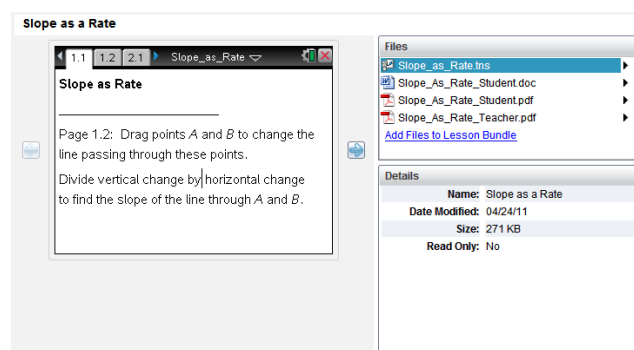 Slope as a Rate
1.1 1.2 2.1 Slope_as_Rate
Slope as Rate
Page 1.2: Drag points A and B to change the
line passing through these points.
Divide vertical change by horizontal change
to find the slope of the line through A and B.
Files
Slope_as_Rate.tns
Slope_As_Rate_Student.doc
Slope_As_Rate_Student.pdf
Slope_As_Rate_Teacher.pdf
Add Files to Lesson Bundle
Details
Name: Slope as a Rate
Date Modified: 04/24/11
Size: 271 KB
Read Only: No